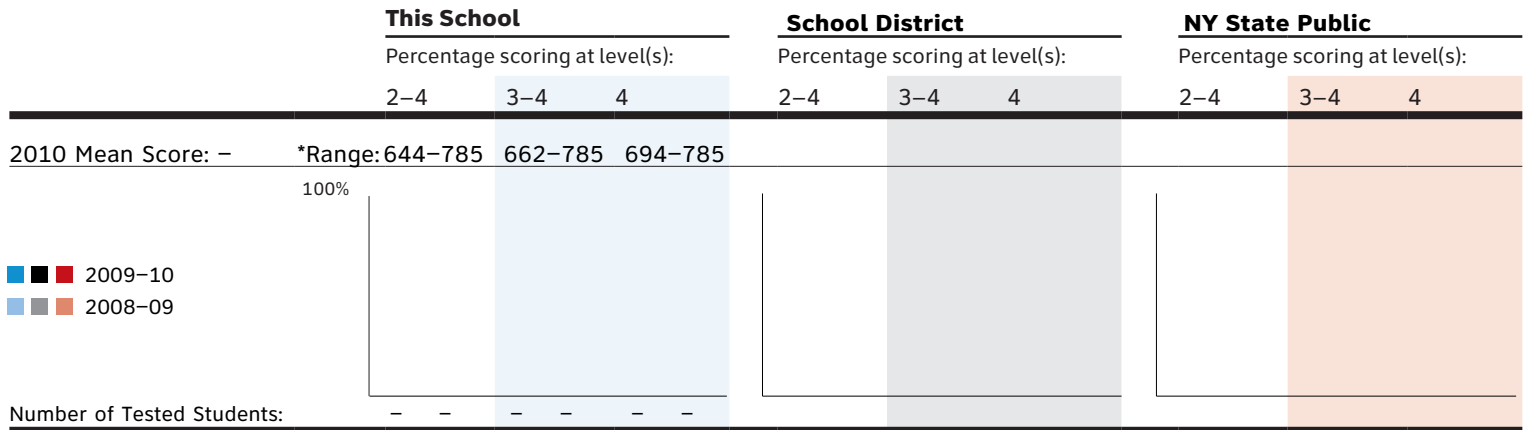 This School School District NY State Public
Percentage scoring at level(s): Percentage scoring at level(s): Percentage scoring at level(s):
2–4 3–4 4 2–4 3–4 4 2–4 3–4 4
2010 Mean Score: – *Range: 644–785 662–785 694–785
100%
2009–10
2008–09
Number of Tested Students: – – – – – –